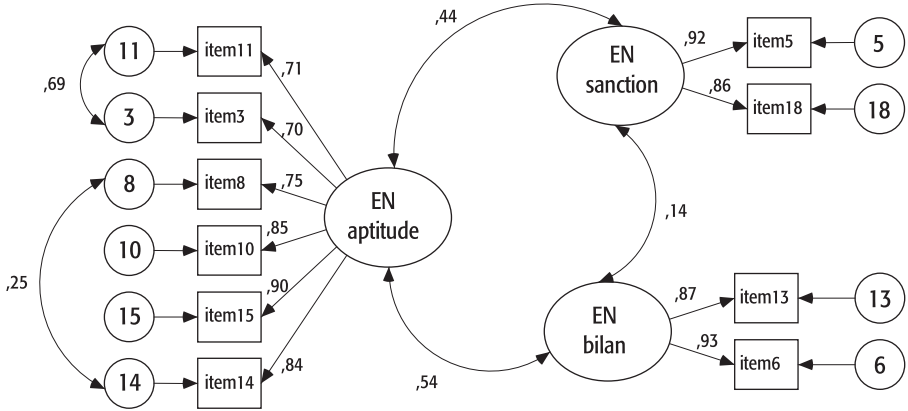 ,44
11
item11
,71
,69
3
item3
,70
8
item8
,75
EN
aptitude
10
item10
,85
,25
15
item15
,90
14
item14
,84
EN
sanction
,92
item5
5
,86
item18
18
,14
EN
bilan
,87
item13
13
,93
item6
6
,54